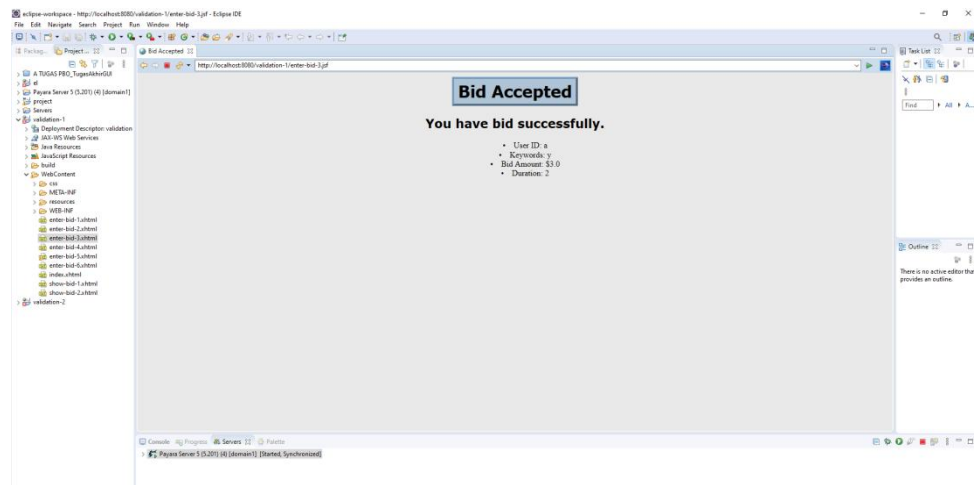 eclipse-workspace - http://localhost:8080/validation-1/enter-bid-3.jsf - Eclipse IDE
File Edit Navigate Search Project Run Window Help
Packag... Project...
Bid Accepted
Task List
http://localhost:8080/validation-1/enter-bid-3.jsf
A TUGAS PBO_TugasAkhirGUI
el
Payara Server 5 (5.201) (4) [domain1]
project
Servers
validation-1
Deployment Descriptor: validation
JAX-WS Web Services
Java Resources
JavaScript Resources
build
WebContent
css
META-INF
resources
WEB-INF
enter-bid-1.xhtml
enter-bid-2.xhtml
enter-bid-3.xhtml
enter-bid-4.xhtml
enter-bid-5.xhtml
enter-bid-6.xhtml
index.xhtml
show-bid-1.xhtml
show-bid-2.xhtml
validation-2
Bid Accepted
You have bid successfully.
• User ID: a
• Keywords: y
• Bid Amount: $3.0
• Duration: 2
Find All A...
Outline
There is no active editor that
provides an outline.
Console Progress Servers Palette
Payara Server 5 (5.201) (4) [domain1] [Started, Synchronized]